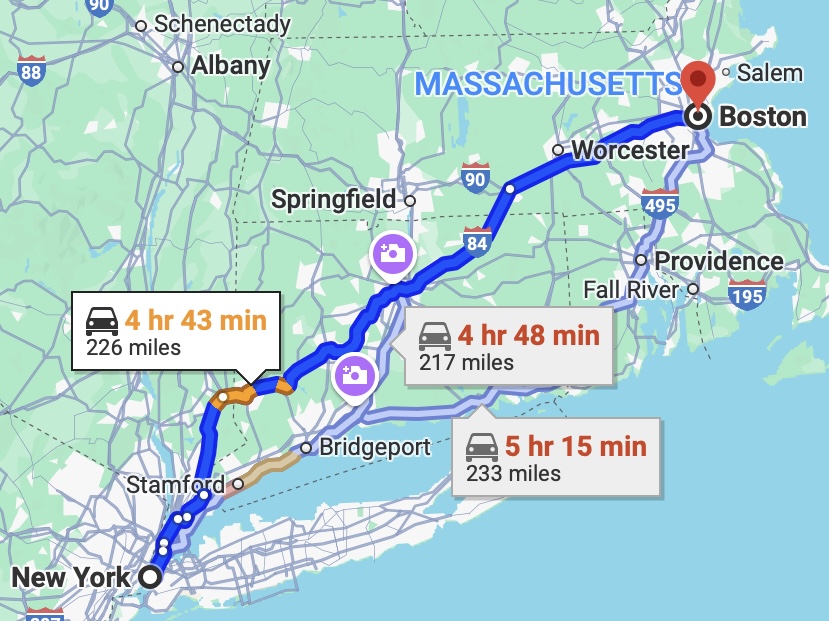 90
Schenectady
88
Albany
MASSACHUSETTS
Salem
Boston
Worcester
90
Springfield
495
84
Providence
Fall River
195
4 hr 43 min
226 miles
4 hr 48 min
217 miles
5 hr 15 min
233 miles
Bridgeport
Stamford
New York